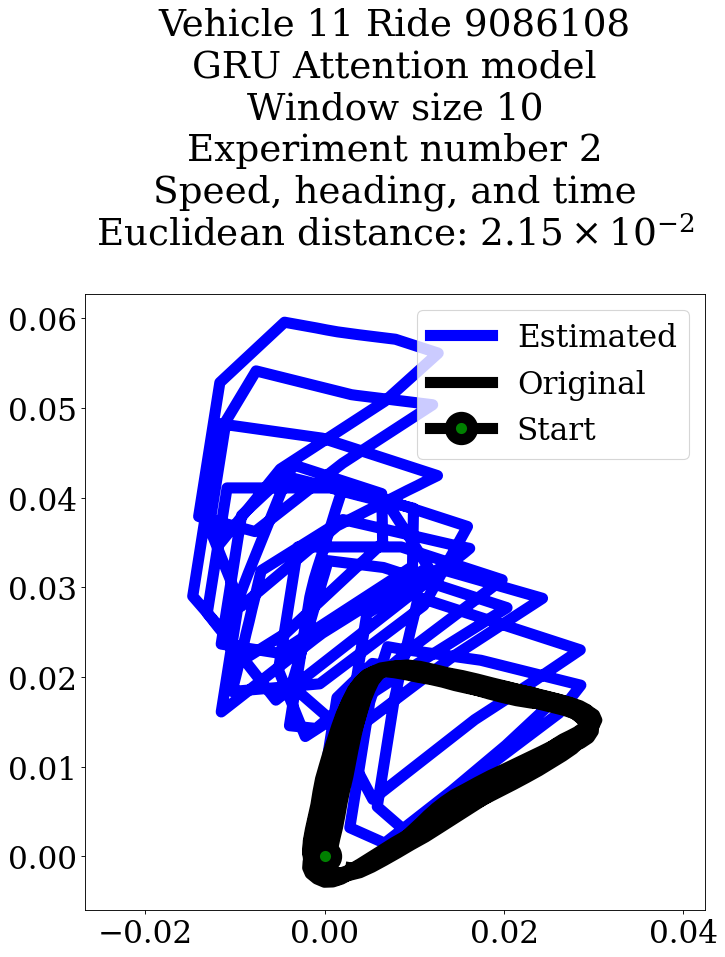 Vehicle 11 Ride 9086108
GRU Attention model
Window size 10
Experiment number 2
Speed, heading, and time
Euclidean distance: 2.15 × 10⁻²
0.06
0.05
0.04
0.03
0.02
0.01
0.00
Estimated
Original
Start
−0.02 0.00 0.02 0.04